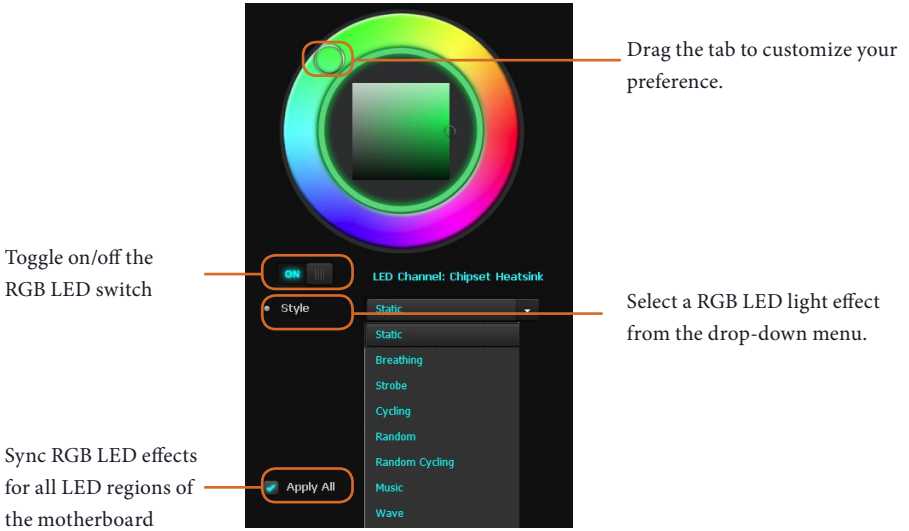 Drag the tab to customize your
preference.
Toggle on/off the
RGB LED switch
ON
LED Channel: Chipset Heatsink
Style
Static
Select a RGB LED light effect
from the drop-down menu.
Static
Breathing
Strobe
Cycling
Random
Random Cycling
Music
Wave
Sync RGB LED effects
for all LED regions of
the motherboard
Apply All